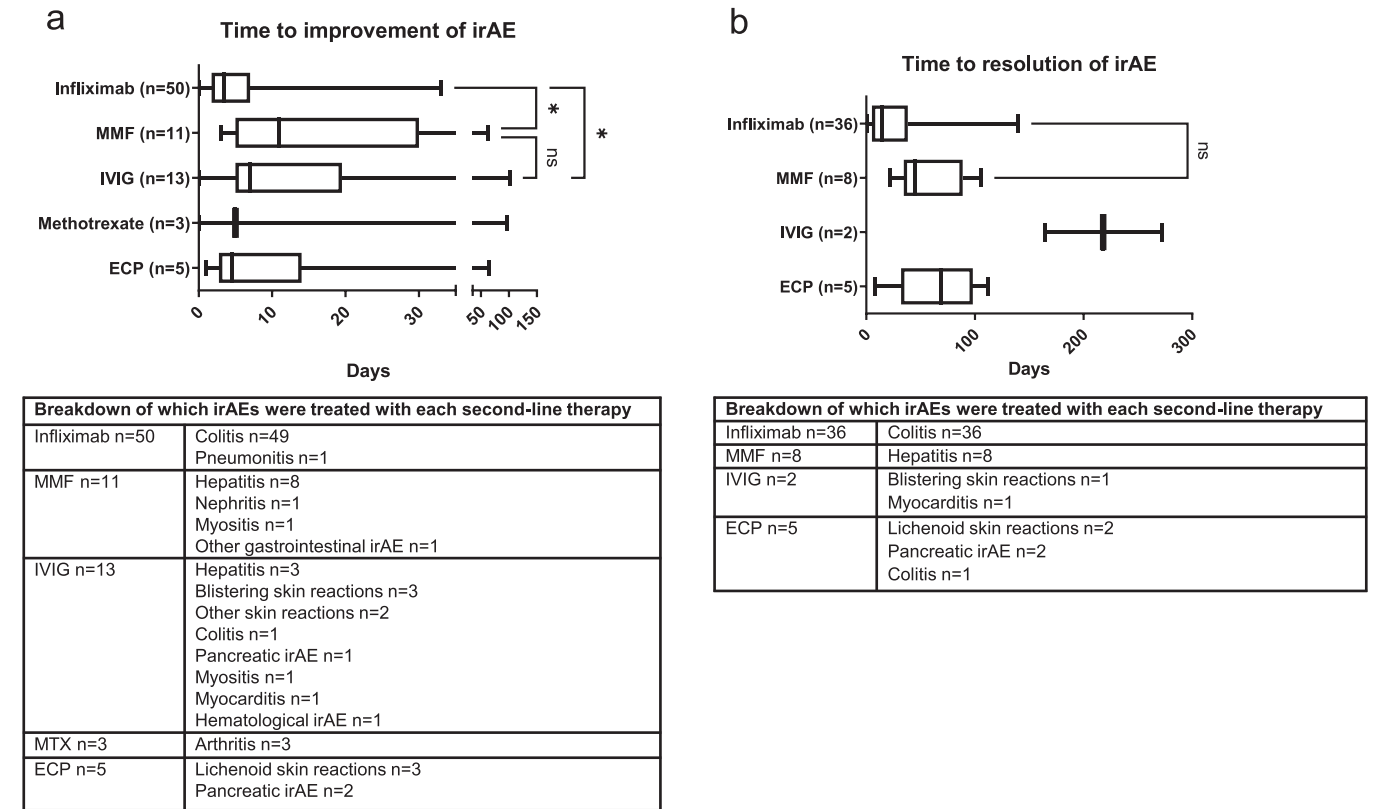 a
Time to improvement of irAE
Infliximab (n=50)
MMF (n=11)
IVIG (n=13)
Methotrexate (n=3)
ECP (n=5)
*
ns
*
0 10 20 30 50 100 150
Days
Breakdown of which irAEs were treated with each second-line therapy
Infliximab n=50 Colitis n=49
Pneumonitis n=1
MMF n=11 Hepatitis n=8
Nephritis n=1
Myositis n=1
Other gastrointestinal irAE n=1
IVIG n=13 Hepatitis n=3
Blistering skin reactions n=3
Other skin reactions n=2
Colitis n=1
Pancreatic irAE n=1
Myositis n=1
Myocarditis n=1
Hematological irAE n=1
MTX n=3 Arthritis n=3
ECP n=5 Lichenoid skin reactions n=3
Pancreatic irAE n=2
b
Time to resolution of irAE
Infliximab (n=36)
MMF (n=8)
IVIG (n=2)
ECP (n=5)
ns
0 100 200 300
Days
Breakdown of which irAEs were treated with each second-line therapy
Infliximab n=36 Colitis n=36
MMF n=8 Hepatitis n=8
IVIG n=2 Blistering skin reactions n=1
Myocarditis n=1
ECP n=5 Lichenoid skin reactions n=2
Pancreatic irAE n=2
Colitis n=1